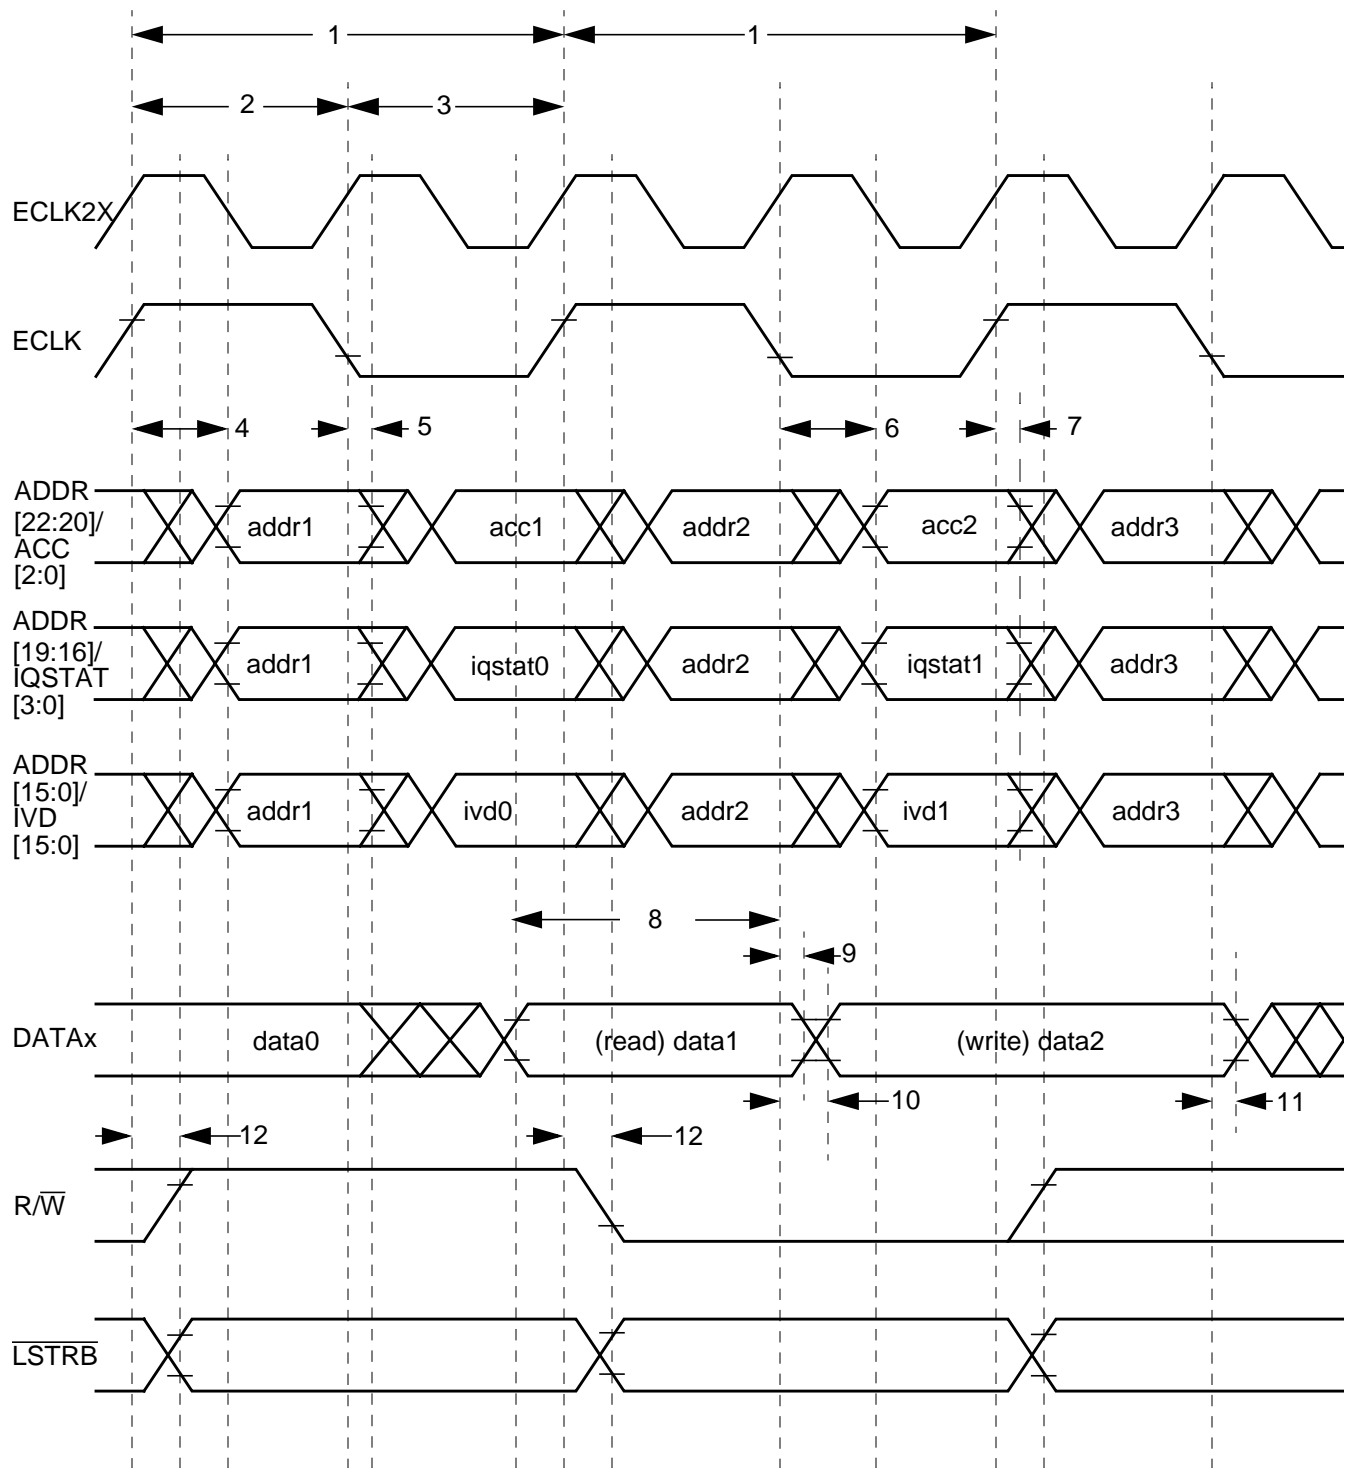 1 1
2 3
ECLK2X
ECLK
4 5 6 7
ADDR
[22:20]/
ACC
[2:0]
addr1 acc1 addr2 acc2 addr3
ADDR
[19:16]/
IQSTAT
[3:0]
addr1 iqstat0 addr2 iqstat1 addr3
ADDR
[15:0]/
IVD
[15:0]
addr1 ivd0 addr2 ivd1 addr3
8
9
DATAx data0 (read) data1 (write) data2
10 11
12 12
R/W̅
L̅S̅T̅R̅B̅